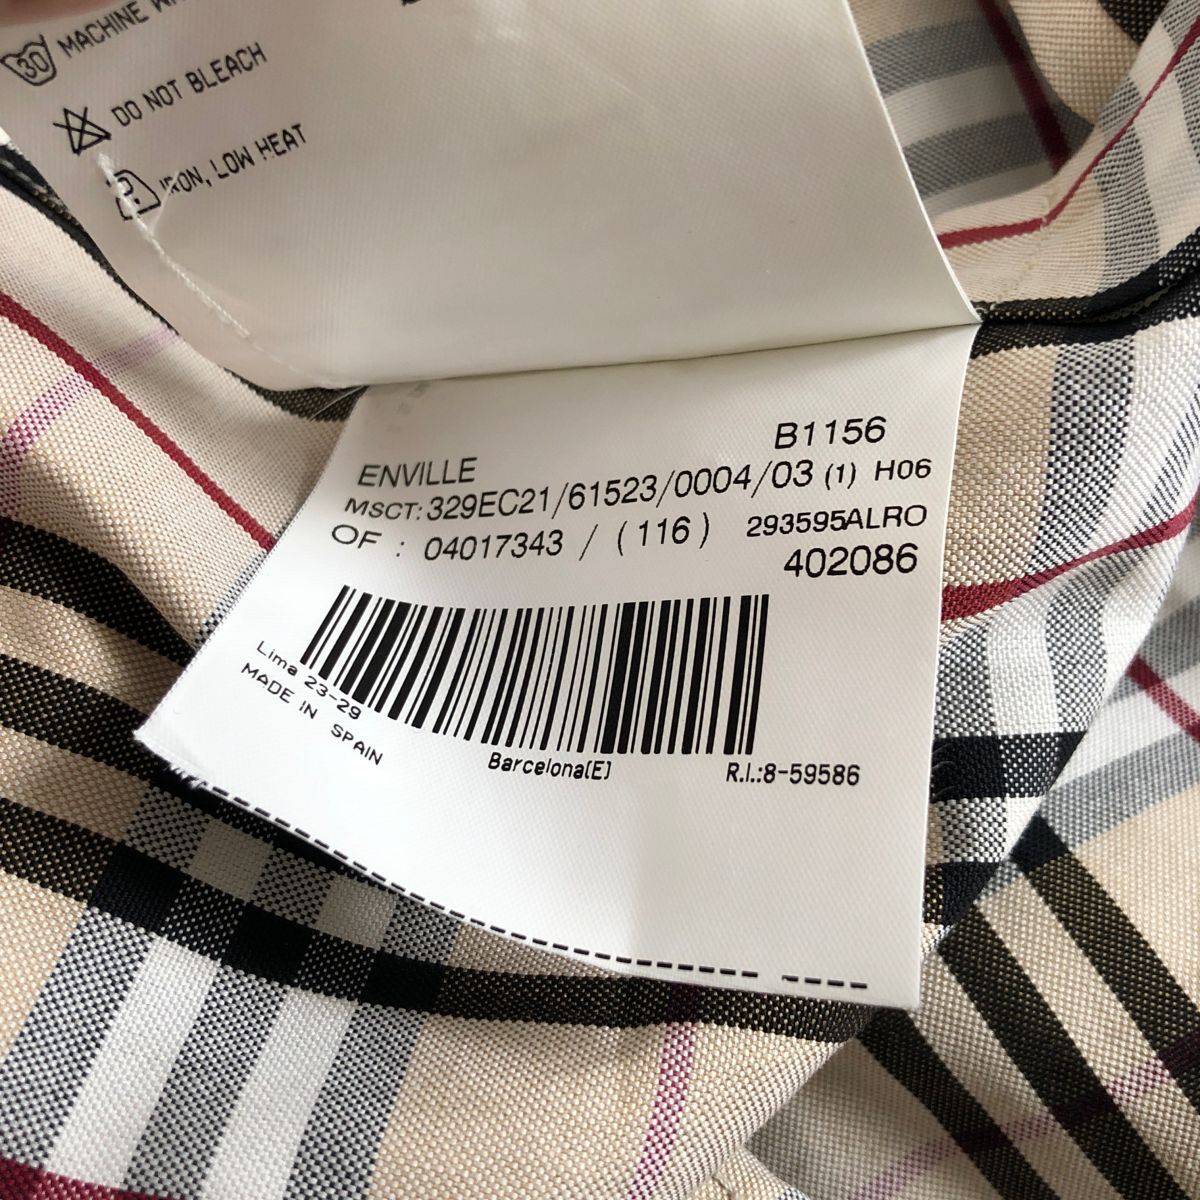 30 MACHINE
DO NOT BLEACH
IRON, LOW HEAT
B1156
ENVILLE
MSCT: 329EC21/61523/0004/03 (1) H06
OF : 04017343 / (116) 293595ALRO
402086
Lima 23-29
MADE IN SPAIN
Barcelona(E)
R.I.:8-59586